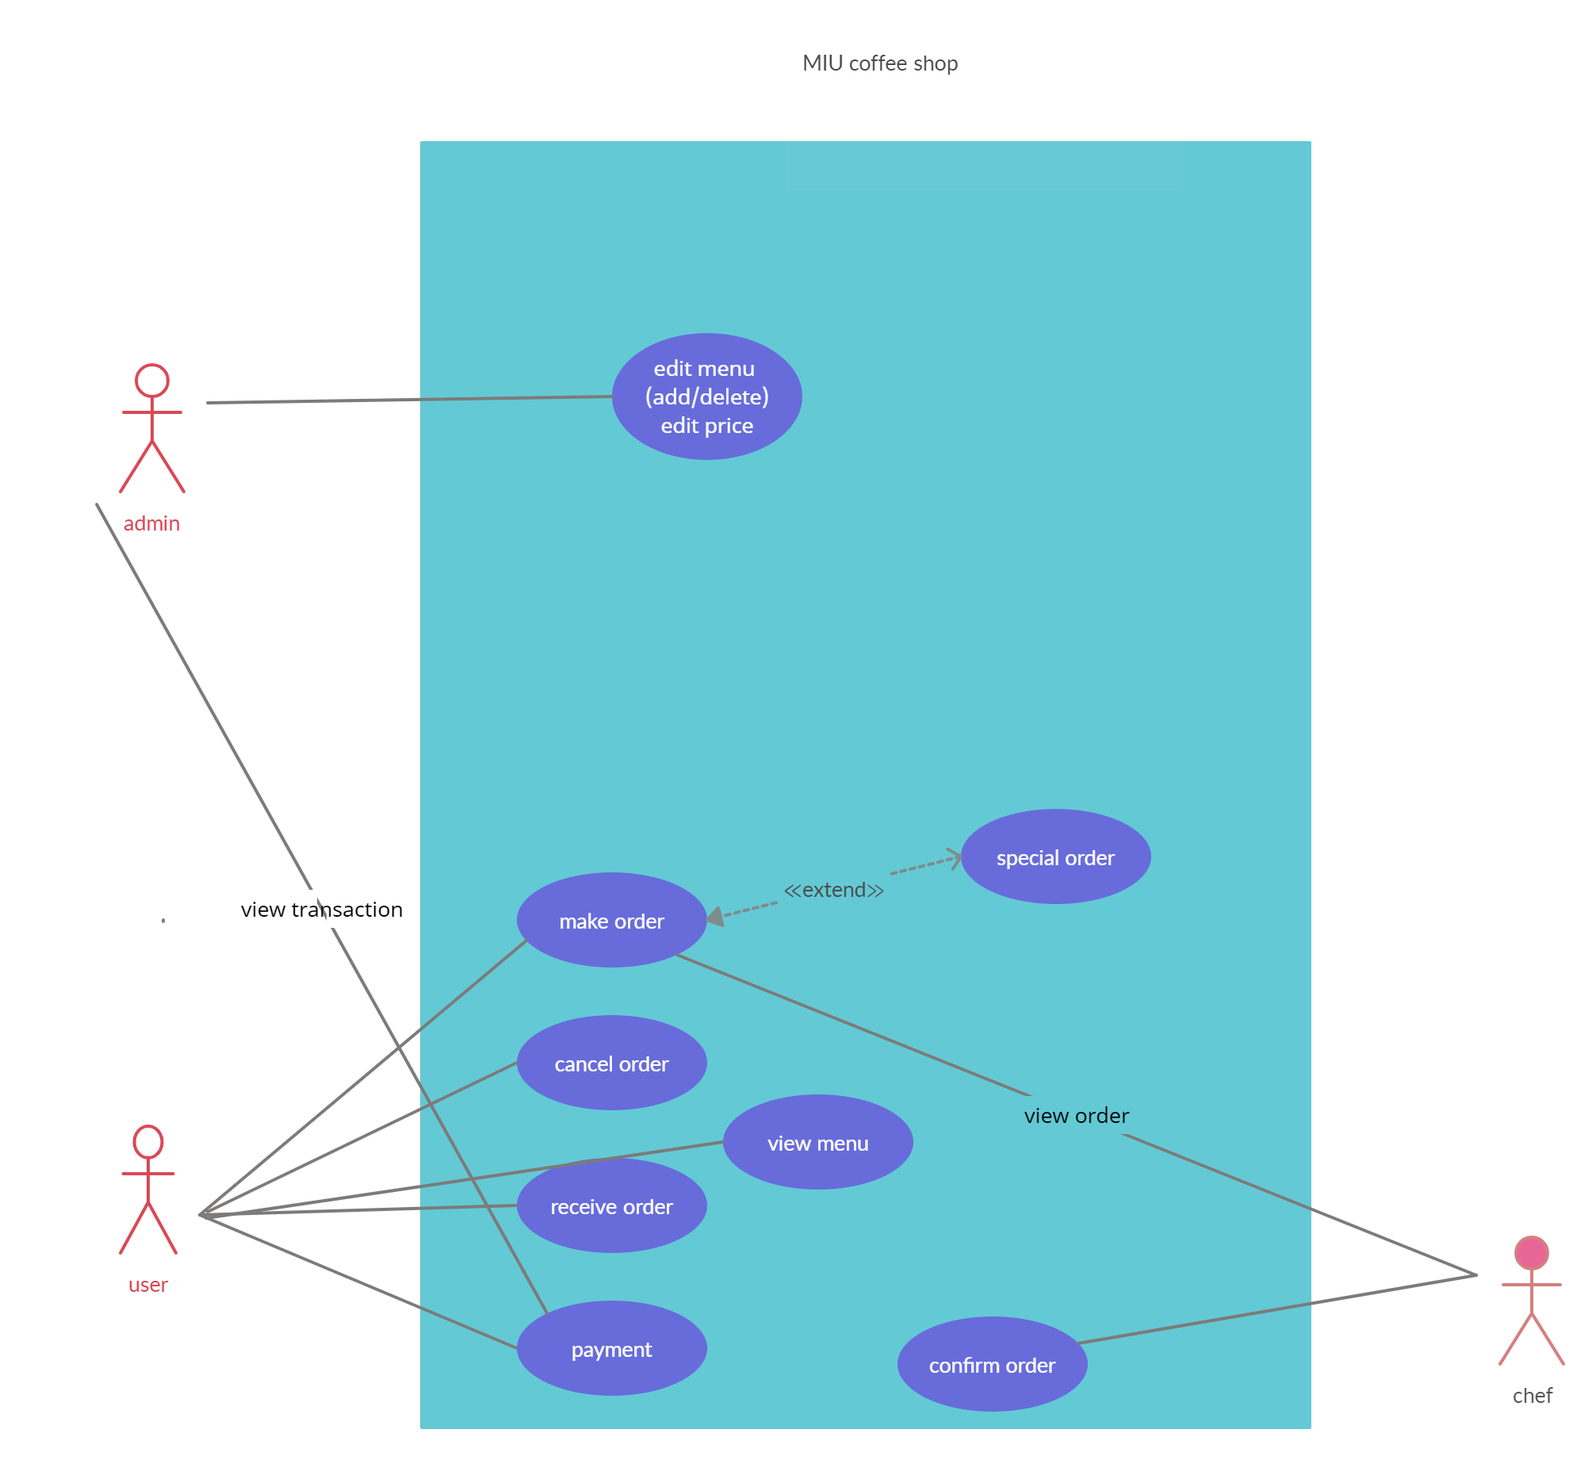 MIU coffee shop
edit menu
(add/delete)
edit price
admin
special order
≪extend≫
view transaction
make order
cancel order
view order
view menu
receive order
user
payment
confirm order
chef